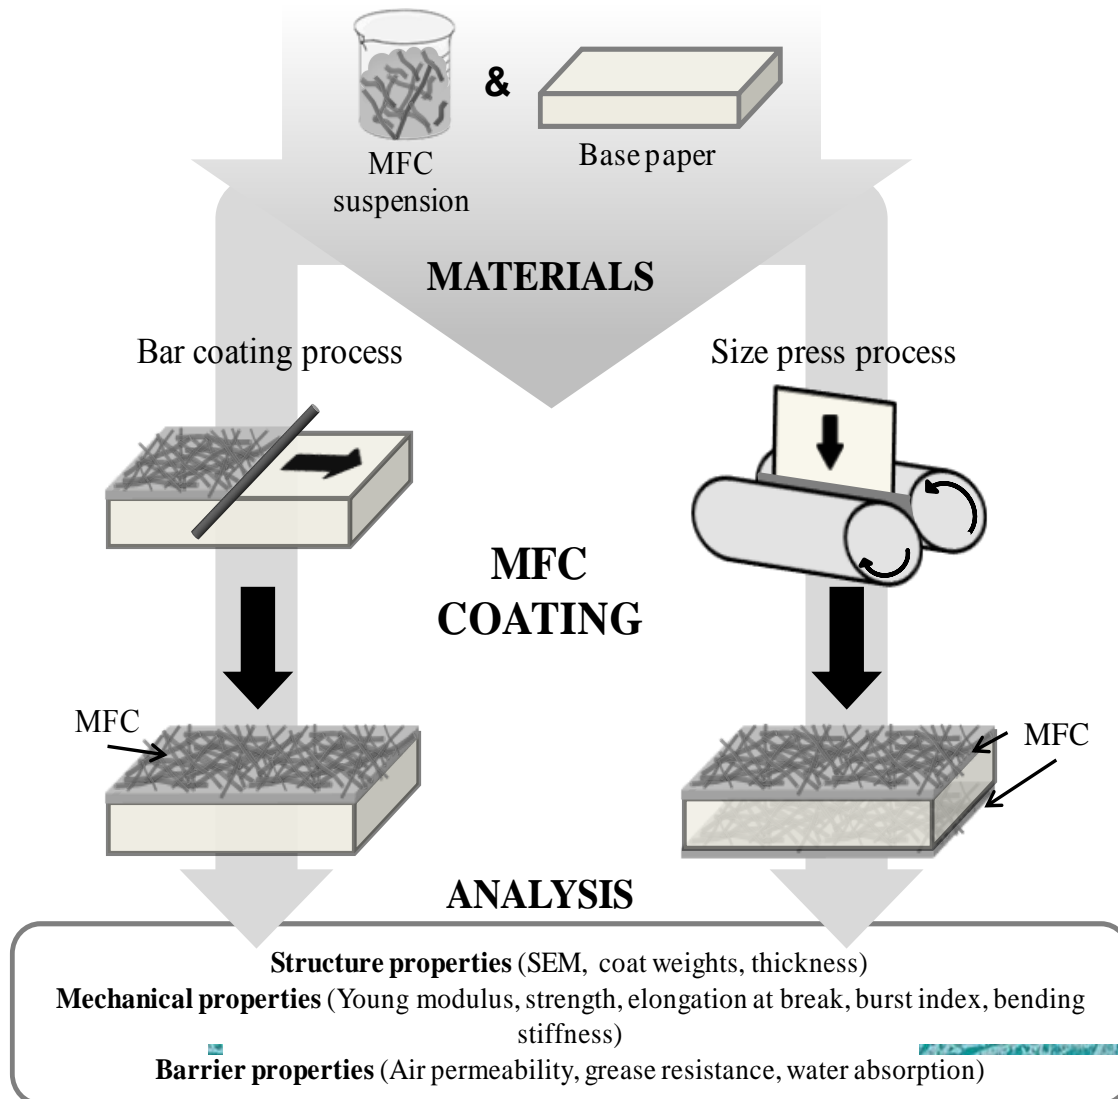 &
MFC
suspension
Base paper
MATERIALS
Bar coating process
Size press process
MFC
COATING
MFC
MFC
ANALYSIS
Structure properties (SEM, coat weights, thickness)
Mechanical properties (Young modulus, strength, elongation at break, burst index, bending
stiffness)
Barrier properties (Air permeability, grease resistance, water absorption)